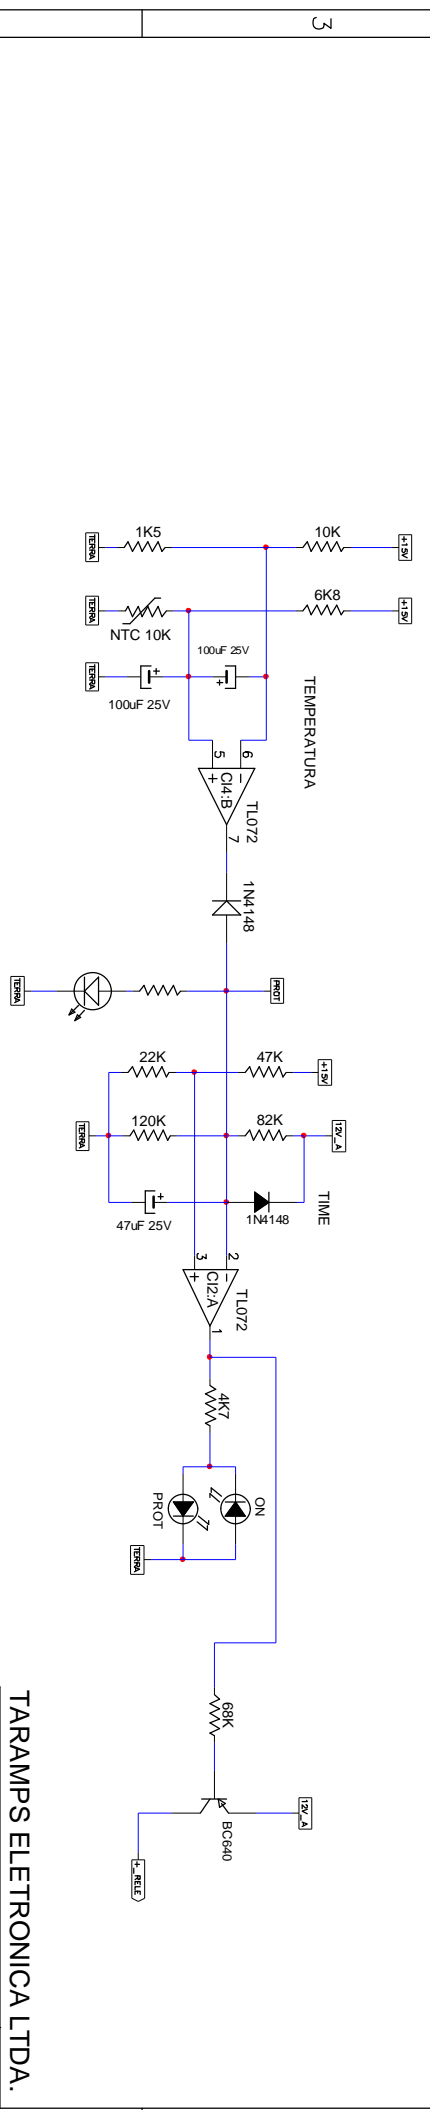 3
1K5
10K
+15V
TERRA
NTC 10K
6K8
+15V
TERRA
100uF 25V
100uF 25V
TERRA
TEMPERATURA
5
6
+
−
CI4:B
TL072
7
1N4148
PROT
TERRA
22K
47K
+15V
120K
82K
12V_A
TERRA
47uF 25V
1N4148
TIME
3
2
+
−
CI2:A
TL072
1
4K7
ON
PROT
TERRA
68K
12V_A
BC640
+_RELE
TARAMPS ELETRONICA LTDA.